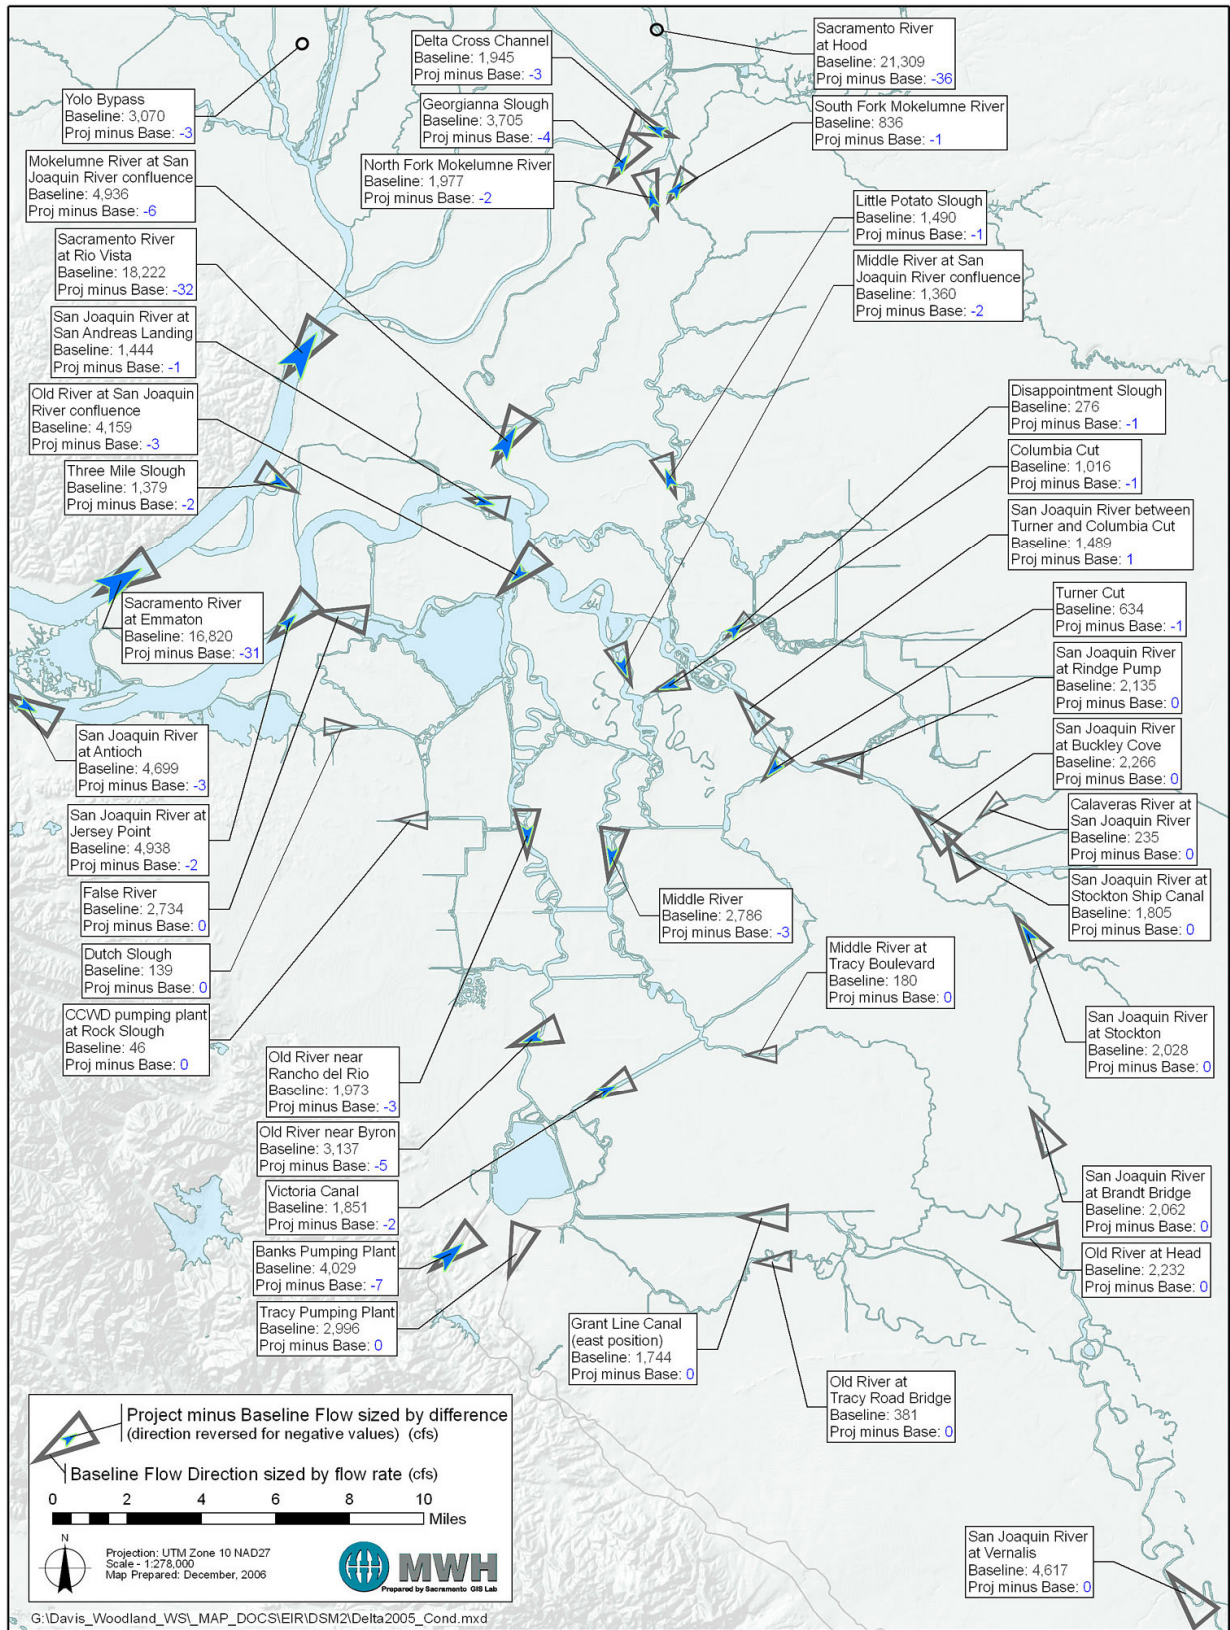 Delta Cross Channel
Baseline: 1,945
Proj minus Base: -3
Sacramento River
at Hood
Baseline: 21,309
Proj minus Base: -36
Yolo Bypass
Baseline: 3,070
Proj minus Base: -3
Georgianna Slough
Baseline: 3,705
Proj minus Base: -4
South Fork Mokelumne River
Baseline: 836
Proj minus Base: -1
Mokelumne River at San
Joaquin River confluence
Baseline: 4,936
Proj minus Base: -6
North Fork Mokelumne River
Baseline: 1,977
Proj minus Base: -2
Little Potato Slough
Baseline: 1,490
Proj minus Base: -1
Sacramento River
at Rio Vista
Baseline: 18,222
Proj minus Base: -32
Middle River at San
Joaquin River confluence
Baseline: 1,360
Proj minus Base: -2
San Joaquin River at
San Andreas Landing
Baseline: 1,444
Proj minus Base: -1
Old River at San Joaquin
River confluence
Baseline: 4,159
Proj minus Base: -3
Disappointment Slough
Baseline: 276
Proj minus Base: -1
Three Mile Slough
Baseline: 1,379
Proj minus Base: -2
Columbia Cut
Baseline: 1,016
Proj minus Base: -1
San Joaquin River between
Turner and Columbia Cut
Baseline: 1,489
Proj minus Base: 1
Sacramento River
at Emmaton
Baseline: 16,820
Proj minus Base: -31
Turner Cut
Baseline: 634
Proj minus Base: -1
San Joaquin River
at Rindge Pump
Baseline: 2,135
Proj minus Base: 0
San Joaquin River
at Antioch
Baseline: 4,699
Proj minus Base: -3
San Joaquin River
at Buckley Cove
Baseline: 2,266
Proj minus Base: 0
San Joaquin River at
Jersey Point
Baseline: 4,938
Proj minus Base: -2
Calaveras River at
San Joaquin River
Baseline: 235
Proj minus Base: 0
False River
Baseline: 2,734
Proj minus Base: 0
Middle River
Baseline: 2,786
Proj minus Base: -3
San Joaquin River at
Stockton Ship Canal
Baseline: 1,805
Proj minus Base: 0
Dutch Slough
Baseline: 139
Proj minus Base: 0
Middle River at
Tracy Boulevard
Baseline: 180
Proj minus Base: 0
CCWD pumping plant
at Rock Slough
Baseline: 46
Proj minus Base: 0
San Joaquin River
at Stockton
Baseline: 2,028
Proj minus Base: 0
Old River near
Rancho del Rio
Baseline: 1,973
Proj minus Base: -3
Old River near Byron
Baseline: 3,137
Proj minus Base: -5
San Joaquin River
at Brandt Bridge
Baseline: 2,062
Proj minus Base: 0
Victoria Canal
Baseline: 1,851
Proj minus Base: -2
Banks Pumping Plant
Baseline: 4,029
Proj minus Base: -7
Old River at Head
Baseline: 2,232
Proj minus Base: 0
Tracy Pumping Plant
Baseline: 2,996
Proj minus Base: 0
Grant Line Canal
(east position)
Baseline: 1,744
Proj minus Base: 0
Old River at
Tracy Road Bridge
Baseline: 381
Proj minus Base: 0
San Joaquin River
at Vernalis
Baseline: 4,617
Proj minus Base: 0
Project minus Baseline Flow sized by difference
(direction reversed for negative values) (cfs)
Baseline Flow Direction sized by flow rate (cfs)
0 2 4 6 8 10
Miles
N
Projection: UTM Zone 10 NAD27
Scale - 1:278,000
Map Prepared: December, 2006
MWH
Prepared by Sacramento GIS Lab
G:\Davis_Woodland_WS\_MAP_DOCS\EIR\DSM2\Delta2005_Cond.mxd